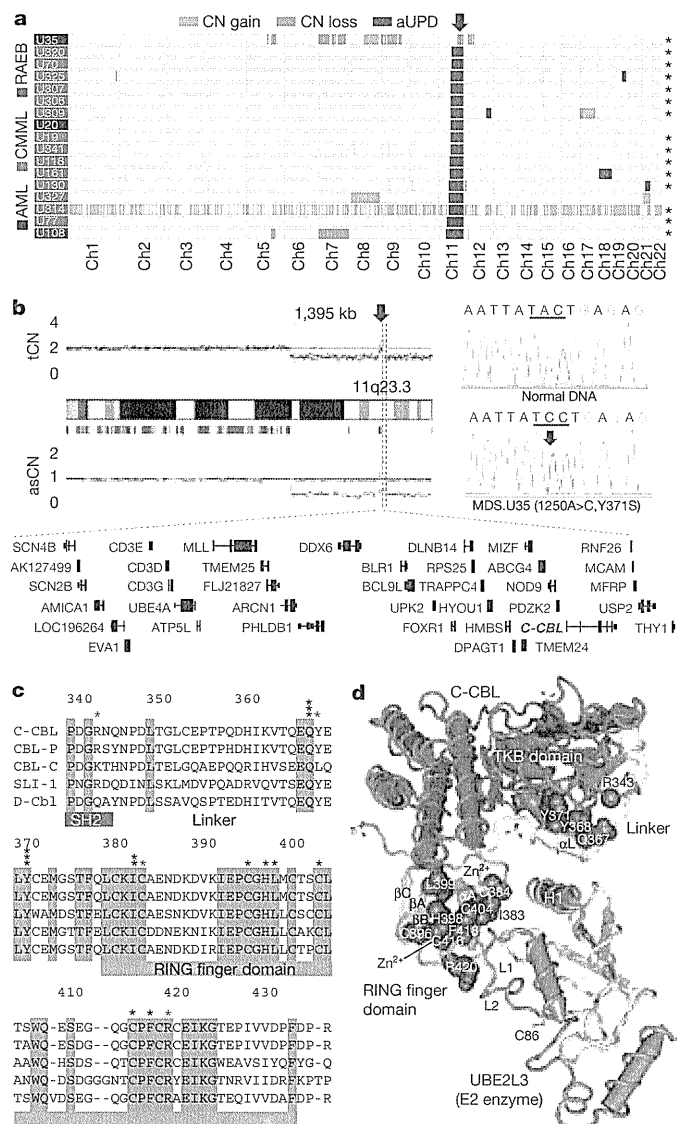 a
CN gain CN loss aUPD
RAEB CMML AML
U35 *
U320 *
U70 *
U325 *
U307 *
U306 *
U309 *
U20
U19 *
U341 *
U118 *
U161 *
U130 *
U327
U314 *
U77 *
U108 *
Ch1 Ch2 Ch3 Ch4 Ch5 Ch6 Ch7 Ch8 Ch9 Ch10 Ch11 Ch12 Ch13 Ch14 Ch15 Ch16 Ch17 Ch18 Ch19 Ch20 Ch21 Ch22
b
1,395 kb
tCN 4 2 0
11q23.3
asCN 2 1 0
A A T T A T A C T G A G A G
Normal DNA
A A T T A T C C T G A G A G
MDS.U35 (1250A>C,Y371S)
SCN4B CD3E MLL DDX6 DLNB14 MIZF RNF26
AK127499 CD3D TMEM25 BLR1 RPS25 ABCG4 MCAM
SCN2B CD3G FLJ21827 BCL9L TRAPPC4 NOD9 MFRP
AMICA1 UBE4A ARCN1 UPK2 HYOU1 PDZK2 USP2
LOC196264 ATP5L PHLDB1 FOXR1 HMBS C-CBL THY1
EVA1 DPAGT1 TMEM24
c
340 350 360
C-CBL PDGRNQNPDLTGLCEPTPQDHIKVTQEQYE
CBL-P PDGRSYNPDLTGLCEPTPHDHIKVTQEQYE
CBL-C PDGKTHNPDLTELGQAEPQQRIHVSEEQLQ
SLI-1 PNGRDQDINLSKLMDVPQADRVQVTSEQYE
D-Cbl PDGQAYNPDLSSAVQSPTEDHITVTQEQYE
SH2 Linker
370 380 390 400
LYCEMGSTFQLCKICAENDKDVKIEPCGHLMCTSCL
LYCEMGSTFQLCKICAENDKDVKIEPCGHLMCTSCL
LYWAMDSTFELCKICAESNKDVKIEPCGHLLCSCCL
LYCEMGTTFELCKICDDNEKNIKIEPCGHLLCAKCL
LYCEMGSTFQLCKICAENDKDIRIEPCGHLLCTPCL
RING finger domain
410 420 430
TSWQ-ESEG--QGCPFCRCEIKGTEPIVVDPFDP-R
TAWQ-ESDG--QGCPFCRCEIKGTEPIIVDPFDP-R
AAWQ-HSDS--QTCPFCRCEIKGWEAVSIYQFYG-Q
ANWQ-DSDGGGNTCPFCRYEIKGTNRVIIDRFKPTP
TSWQVDSEG--QGCPFCRAEIKGTEQIVVDAFDP-R
d
C-CBL
TKB domain
R343
Y371
Y368
αL Q367
Linker
L399 Zn²⁺ C384
βC βA βB
H398 C404 I383
H1
C396 F418
C416
Zn²⁺ R420
RING finger domain
L1
L2
C86
UBE2L3
(E2 enzyme)